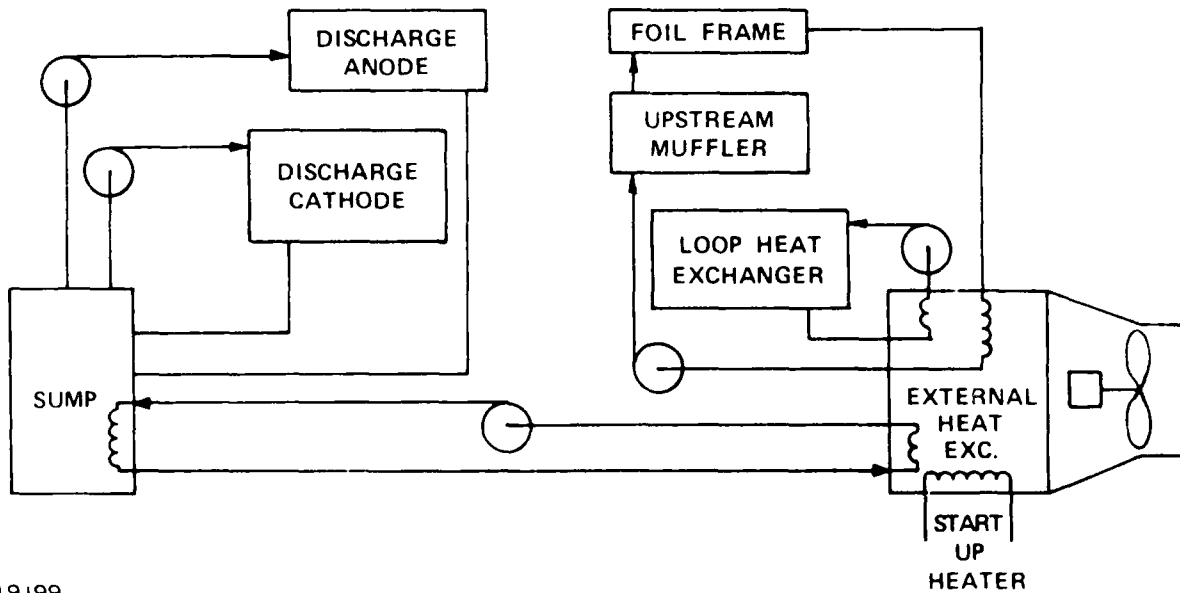 DISCHARGE
ANODE
FOIL FRAME
UPSTREAM
MUFFLER
DISCHARGE
CATHODE
LOOP HEAT
EXCHANGER
SUMP
EXTERNAL
HEAT
EXC.
START
UP
HEATER